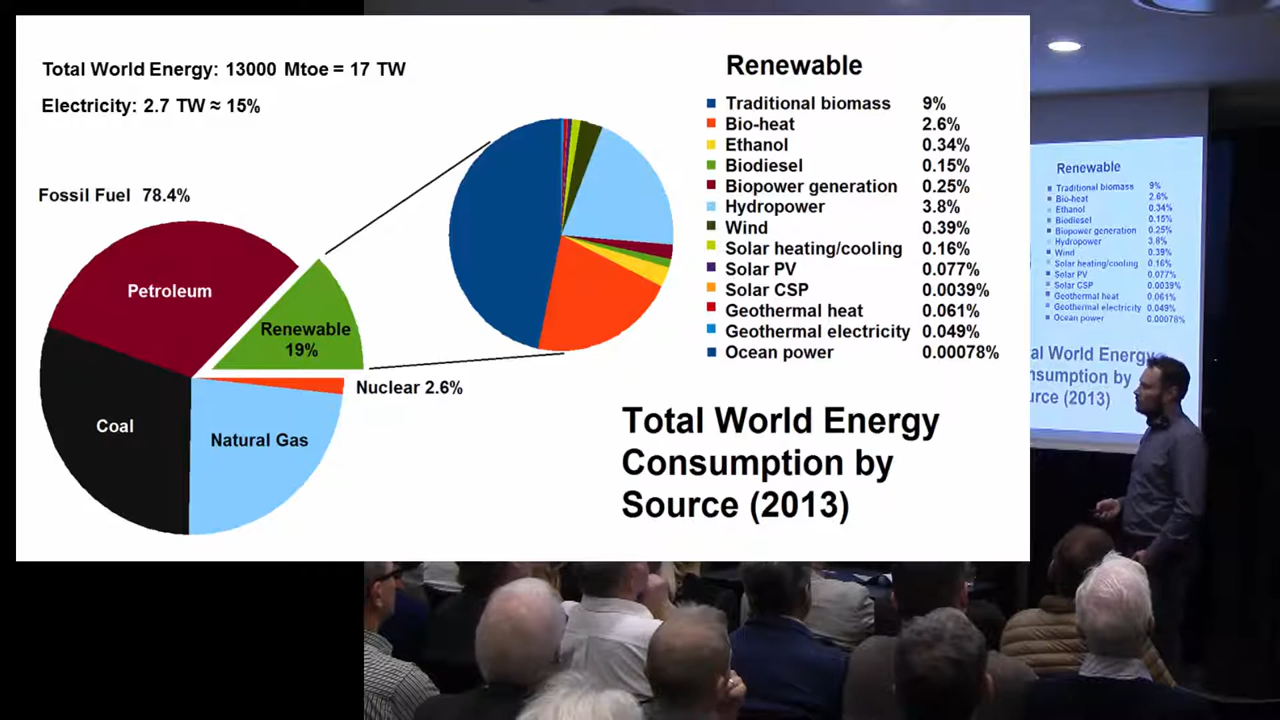 Total World Energy: 13000 Mtoe = 17 TW
Electricity: 2.7 TW ≈ 15%
Fossil Fuel 78.4%
Petroleum
Renewable
19%
Nuclear 2.6%
Coal
Natural Gas
Renewable
Traditional biomass 9%
Bio-heat 2.6%
Ethanol 0.34%
Biodiesel 0.15%
Biopower generation 0.25%
Hydropower 3.8%
Wind 0.39%
Solar heating/cooling 0.16%
Solar PV 0.077%
Solar CSP 0.0039%
Geothermal heat 0.061%
Geothermal electricity 0.049%
Ocean power 0.00078%
Total World Energy
Consumption by
Source (2013)
Renewable
Traditional biomass 9%
Bio-heat 2.6%
Ethanol 0.34%
Biodiesel 0.15%
Biopower generation 0.25%
Hydropower 3.8%
Wind 0.39%
Solar heating/cooling 0.16%
Solar PV 0.077%
Solar CSP 0.0039%
Geothermal heat 0.061%
Geothermal electricity 0.049%
Ocean power 0.00078%
al World Energy
nsumption by
urce (2013)